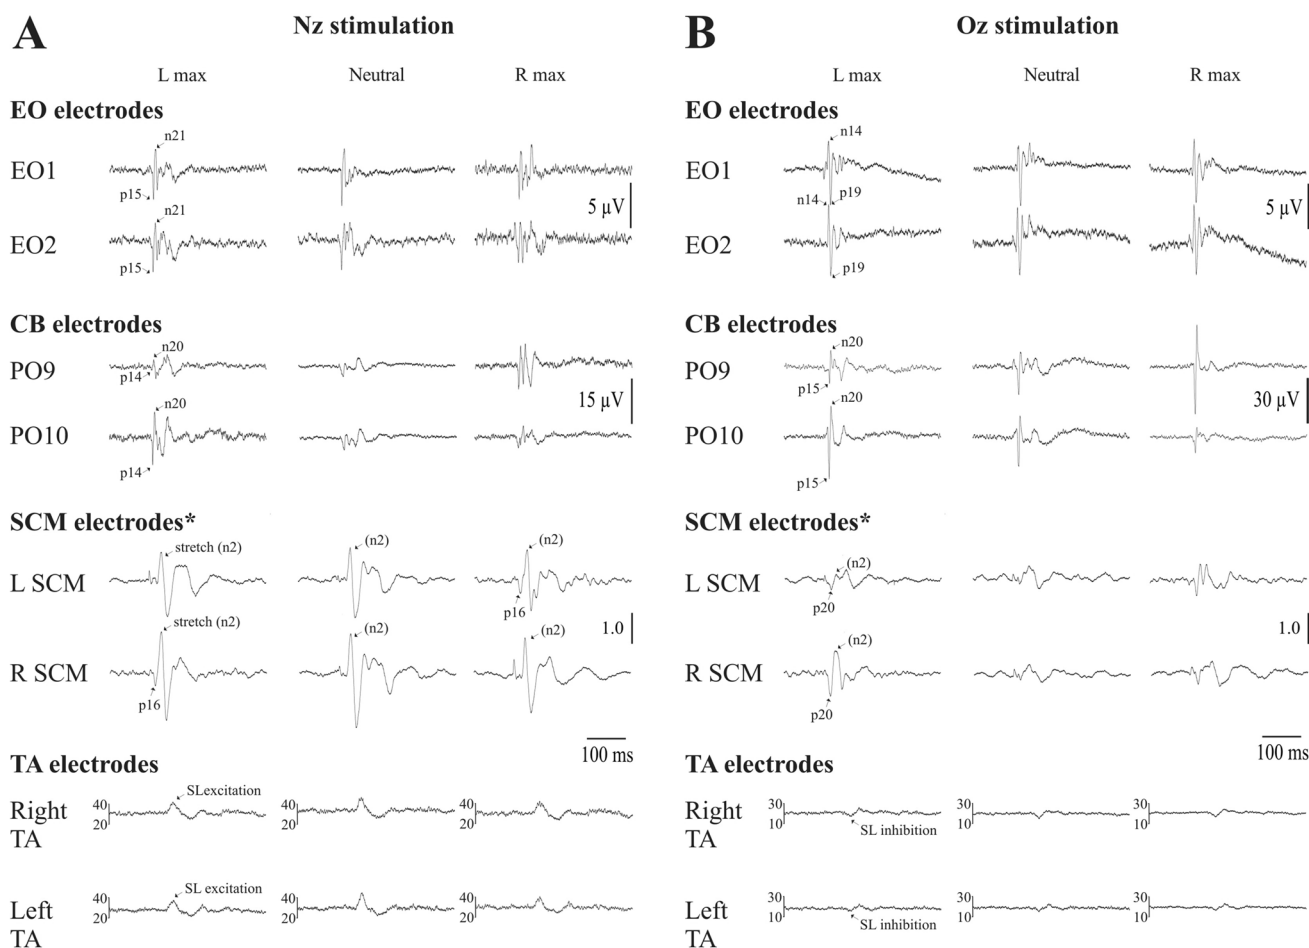 A Nz stimulation
L max Neutral R max
EO electrodes
n21
EO1
p15
5 µV
n21
EO2
p15
CB electrodes
n20
PO9
p14
15 µV
n20
PO10
p14
SCM electrodes*
stretch (n2) (n2) (n2)
L SCM
p16
1.0
stretch (n2) (n2) (n2)
R SCM
p16
100 ms
TA electrodes
Right TA
40
20
SLexcitation
40
20
40
20
Left TA
40
20
SL excitation
40
20
40
20
B Oz stimulation
L max Neutral R max
EO electrodes
n14
EO1
p19
5 µV
n14
EO2
p19
CB electrodes
n20
PO9
p15
30 µV
n20
PO10
p15
SCM electrodes*
(n2)
L SCM
p20
1.0
(n2)
R SCM
p20
100 ms
TA electrodes
Right TA
30
10
SL inhibition
30
10
30
10
Left TA
30
10
SL inhibition
30
10
30
10